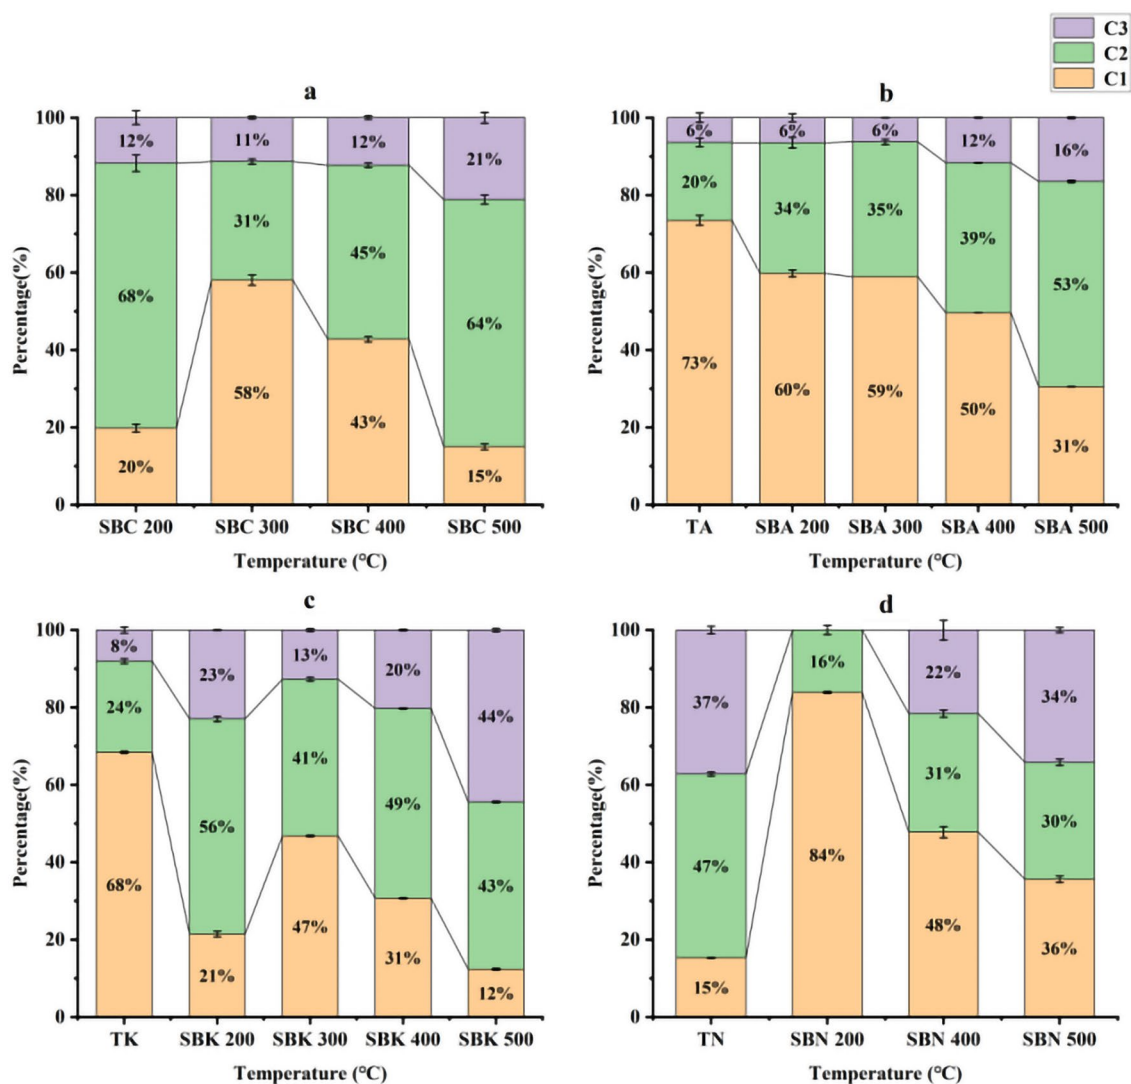 C3
C2
C1
a
Percentage(%)
100
80
60
40
20
0
12%
11%
12%
21%
68%
31%
45%
64%
20%
58%
43%
15%
SBC 200
SBC 300
SBC 400
SBC 500
Temperature (℃)
b
Percentage(%)
100
80
60
40
20
0
6%
6%
6%
12%
16%
20%
34%
35%
39%
53%
73%
60%
59%
50%
31%
TA
SBA 200
SBA 300
SBA 400
SBA 500
Temperature (℃)
c
Percentage(%)
100
80
60
40
20
0
8%
23%
13%
20%
44%
24%
56%
41%
49%
43%
68%
21%
47%
31%
12%
TK
SBK 200
SBK 300
SBK 400
SBK 500
Temperature (℃)
d
Percentage(%)
100
80
60
40
20
0
37%
22%
34%
47%
16%
31%
30%
15%
84%
48%
36%
TN
SBN 200
SBN 400
SBN 500
Temperature (℃)